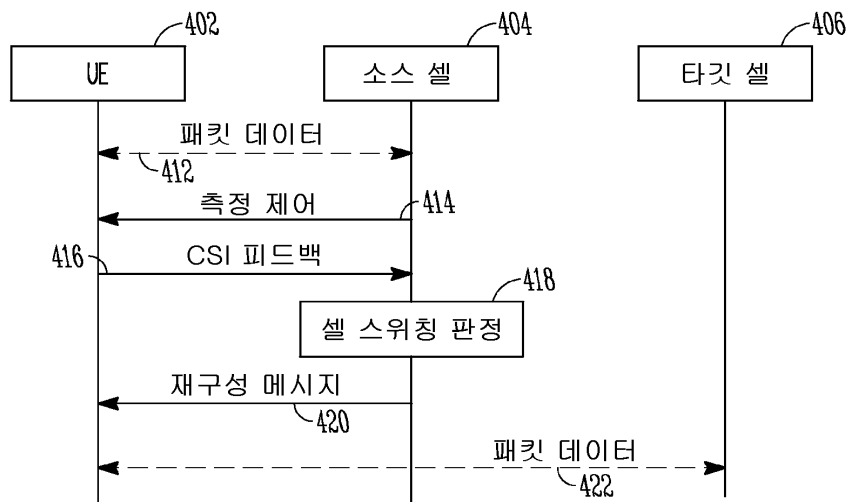 402
404
406
UE
소스 셀
타깃 셀
패킷 데이터
412
측정 제어
414
416
CSI 피드백
418
셀 스위칭 판정
재구성 메시지
420
패킷 데이터
422